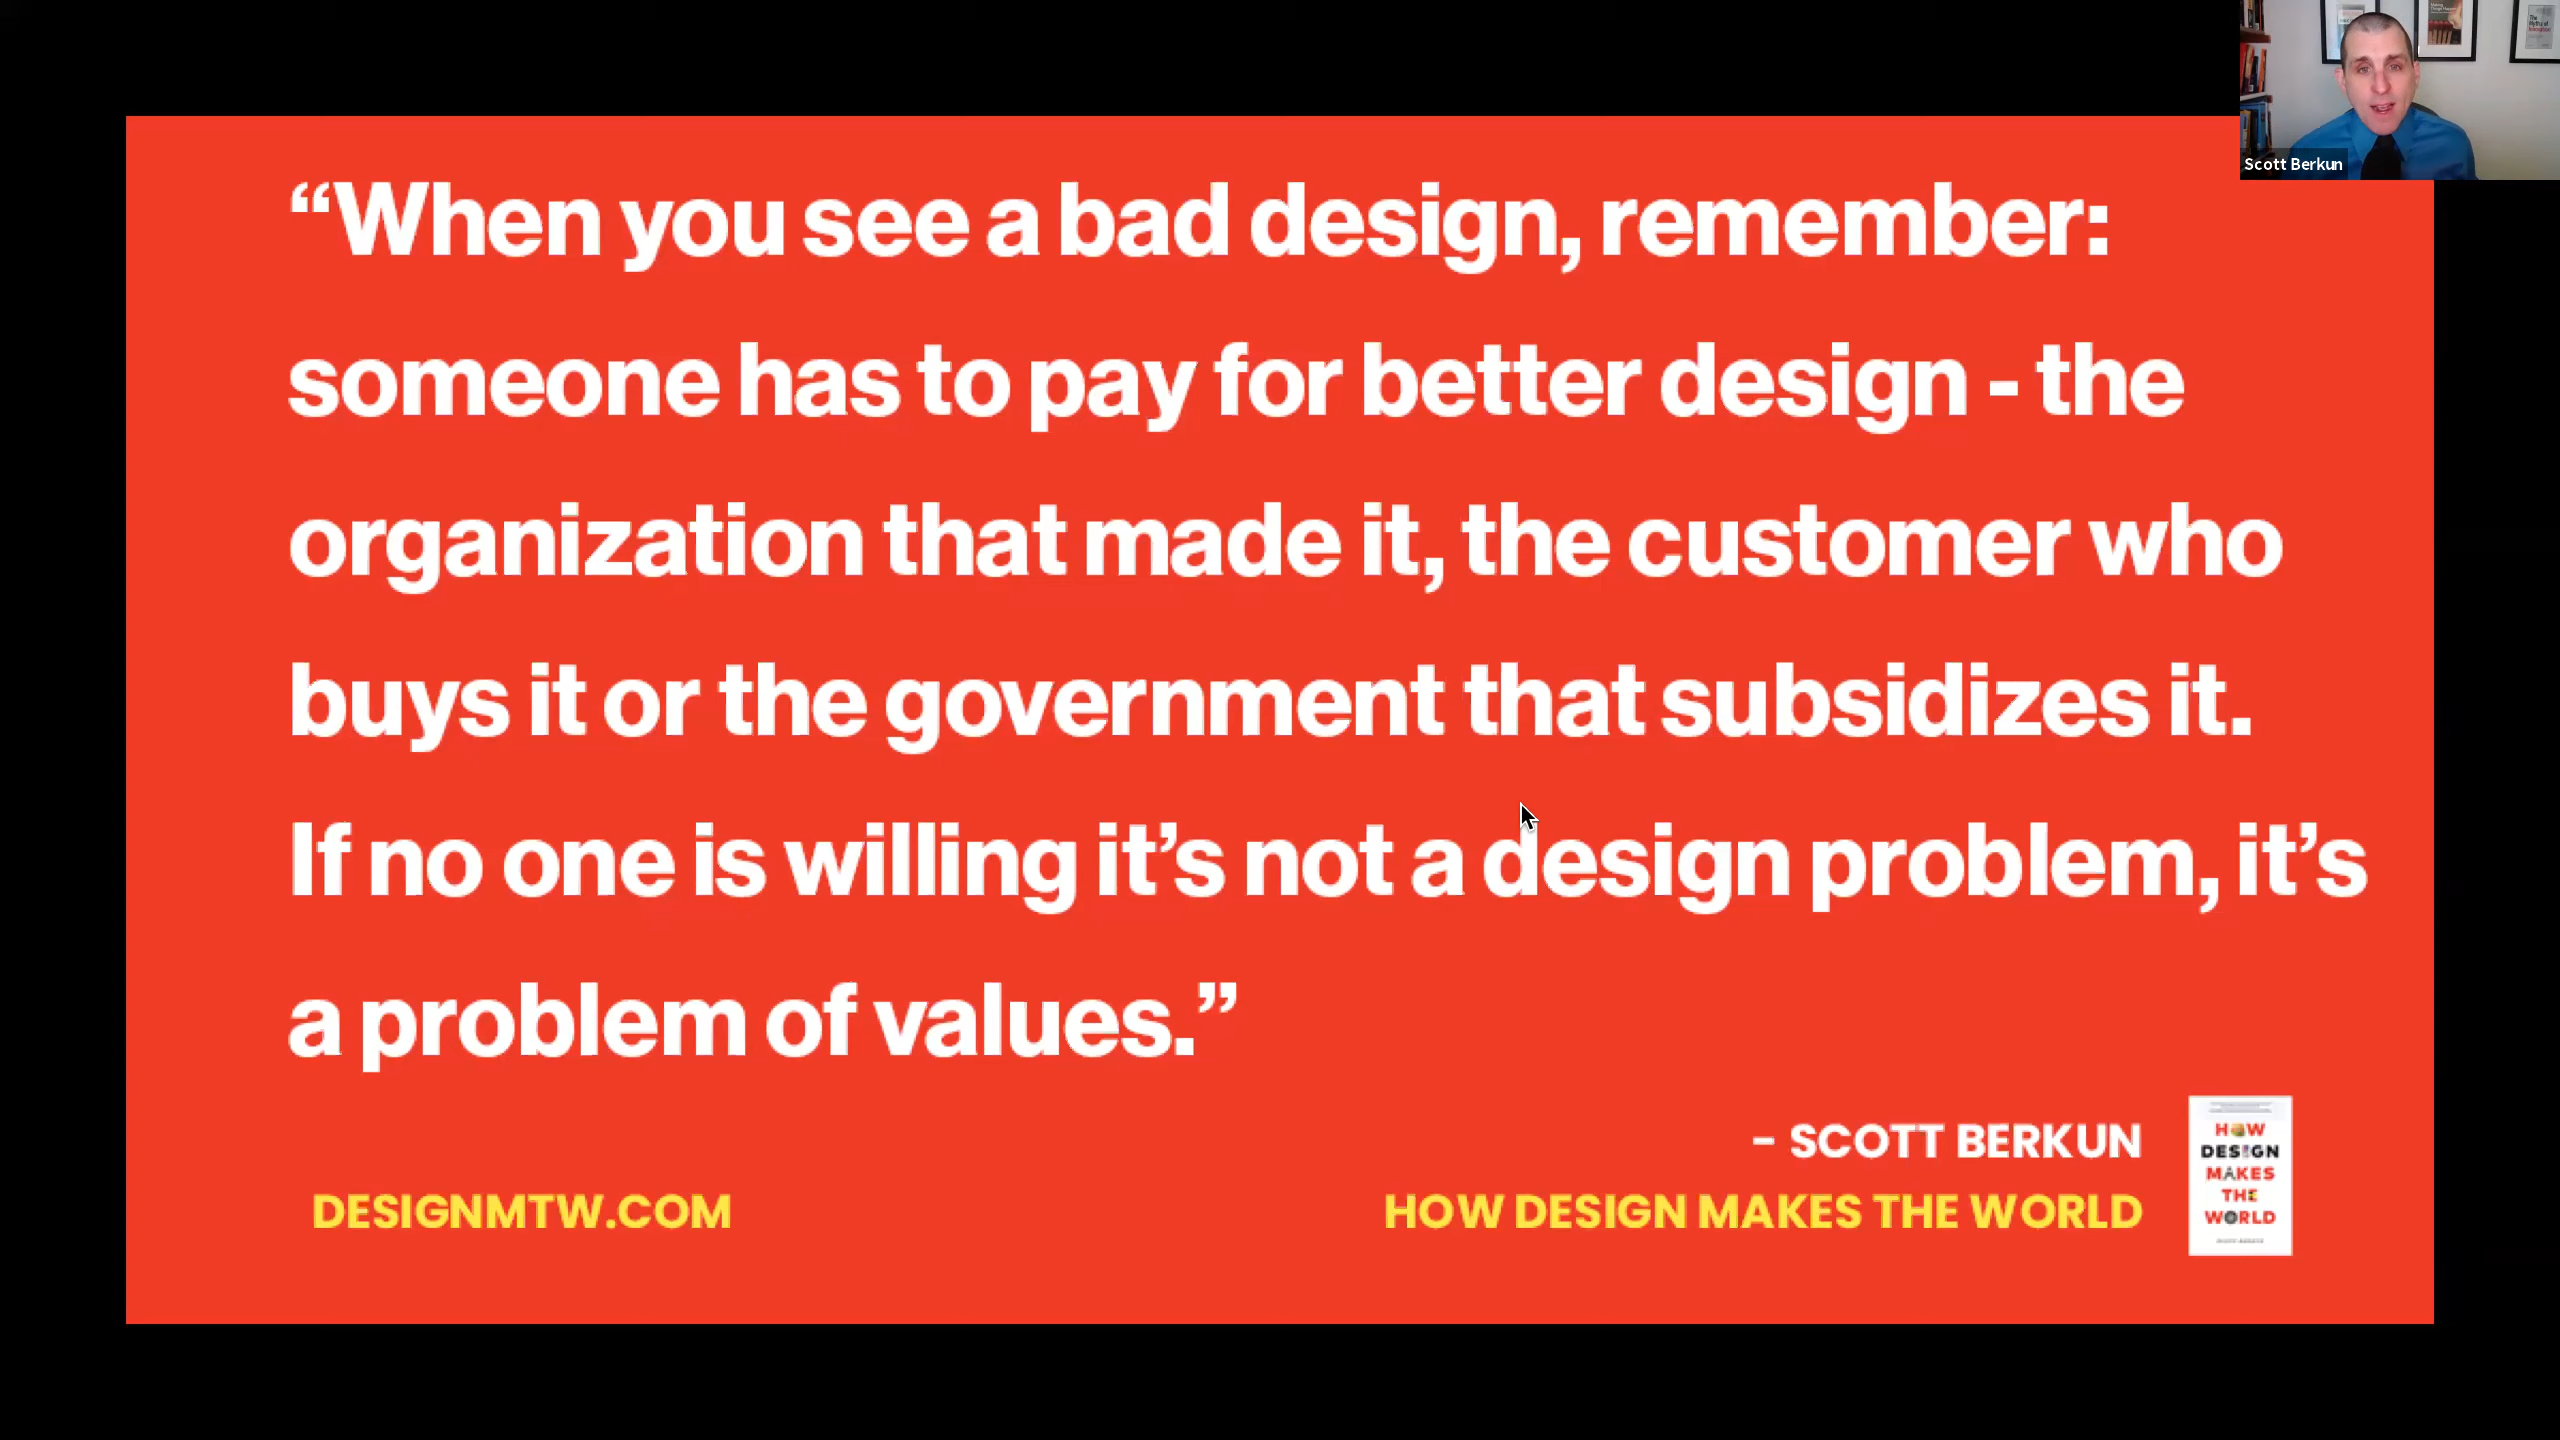 Scott Berkun
“When you see a bad design, remember:
someone has to pay for better design - the
organization that made it, the customer who
buys it or the government that subsidizes it.
If no one is willing it’s not a design problem, it’s
a problem of values.”
- SCOTT BERKUN
DESIGNMTW.COM
HOW DESIGN MAKES THE WORLD
HOW
DESIGN
MAKES
THE
WORLD